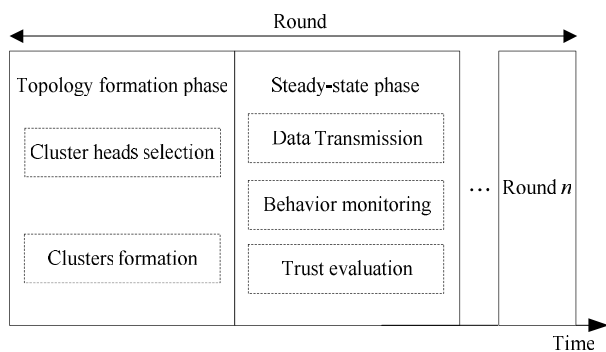 Round
Topology formation phase
Steady-state phase
Cluster heads selection
Data Transmission
Behavior monitoring
... Round n
Clusters formation
Trust evaluation
Time